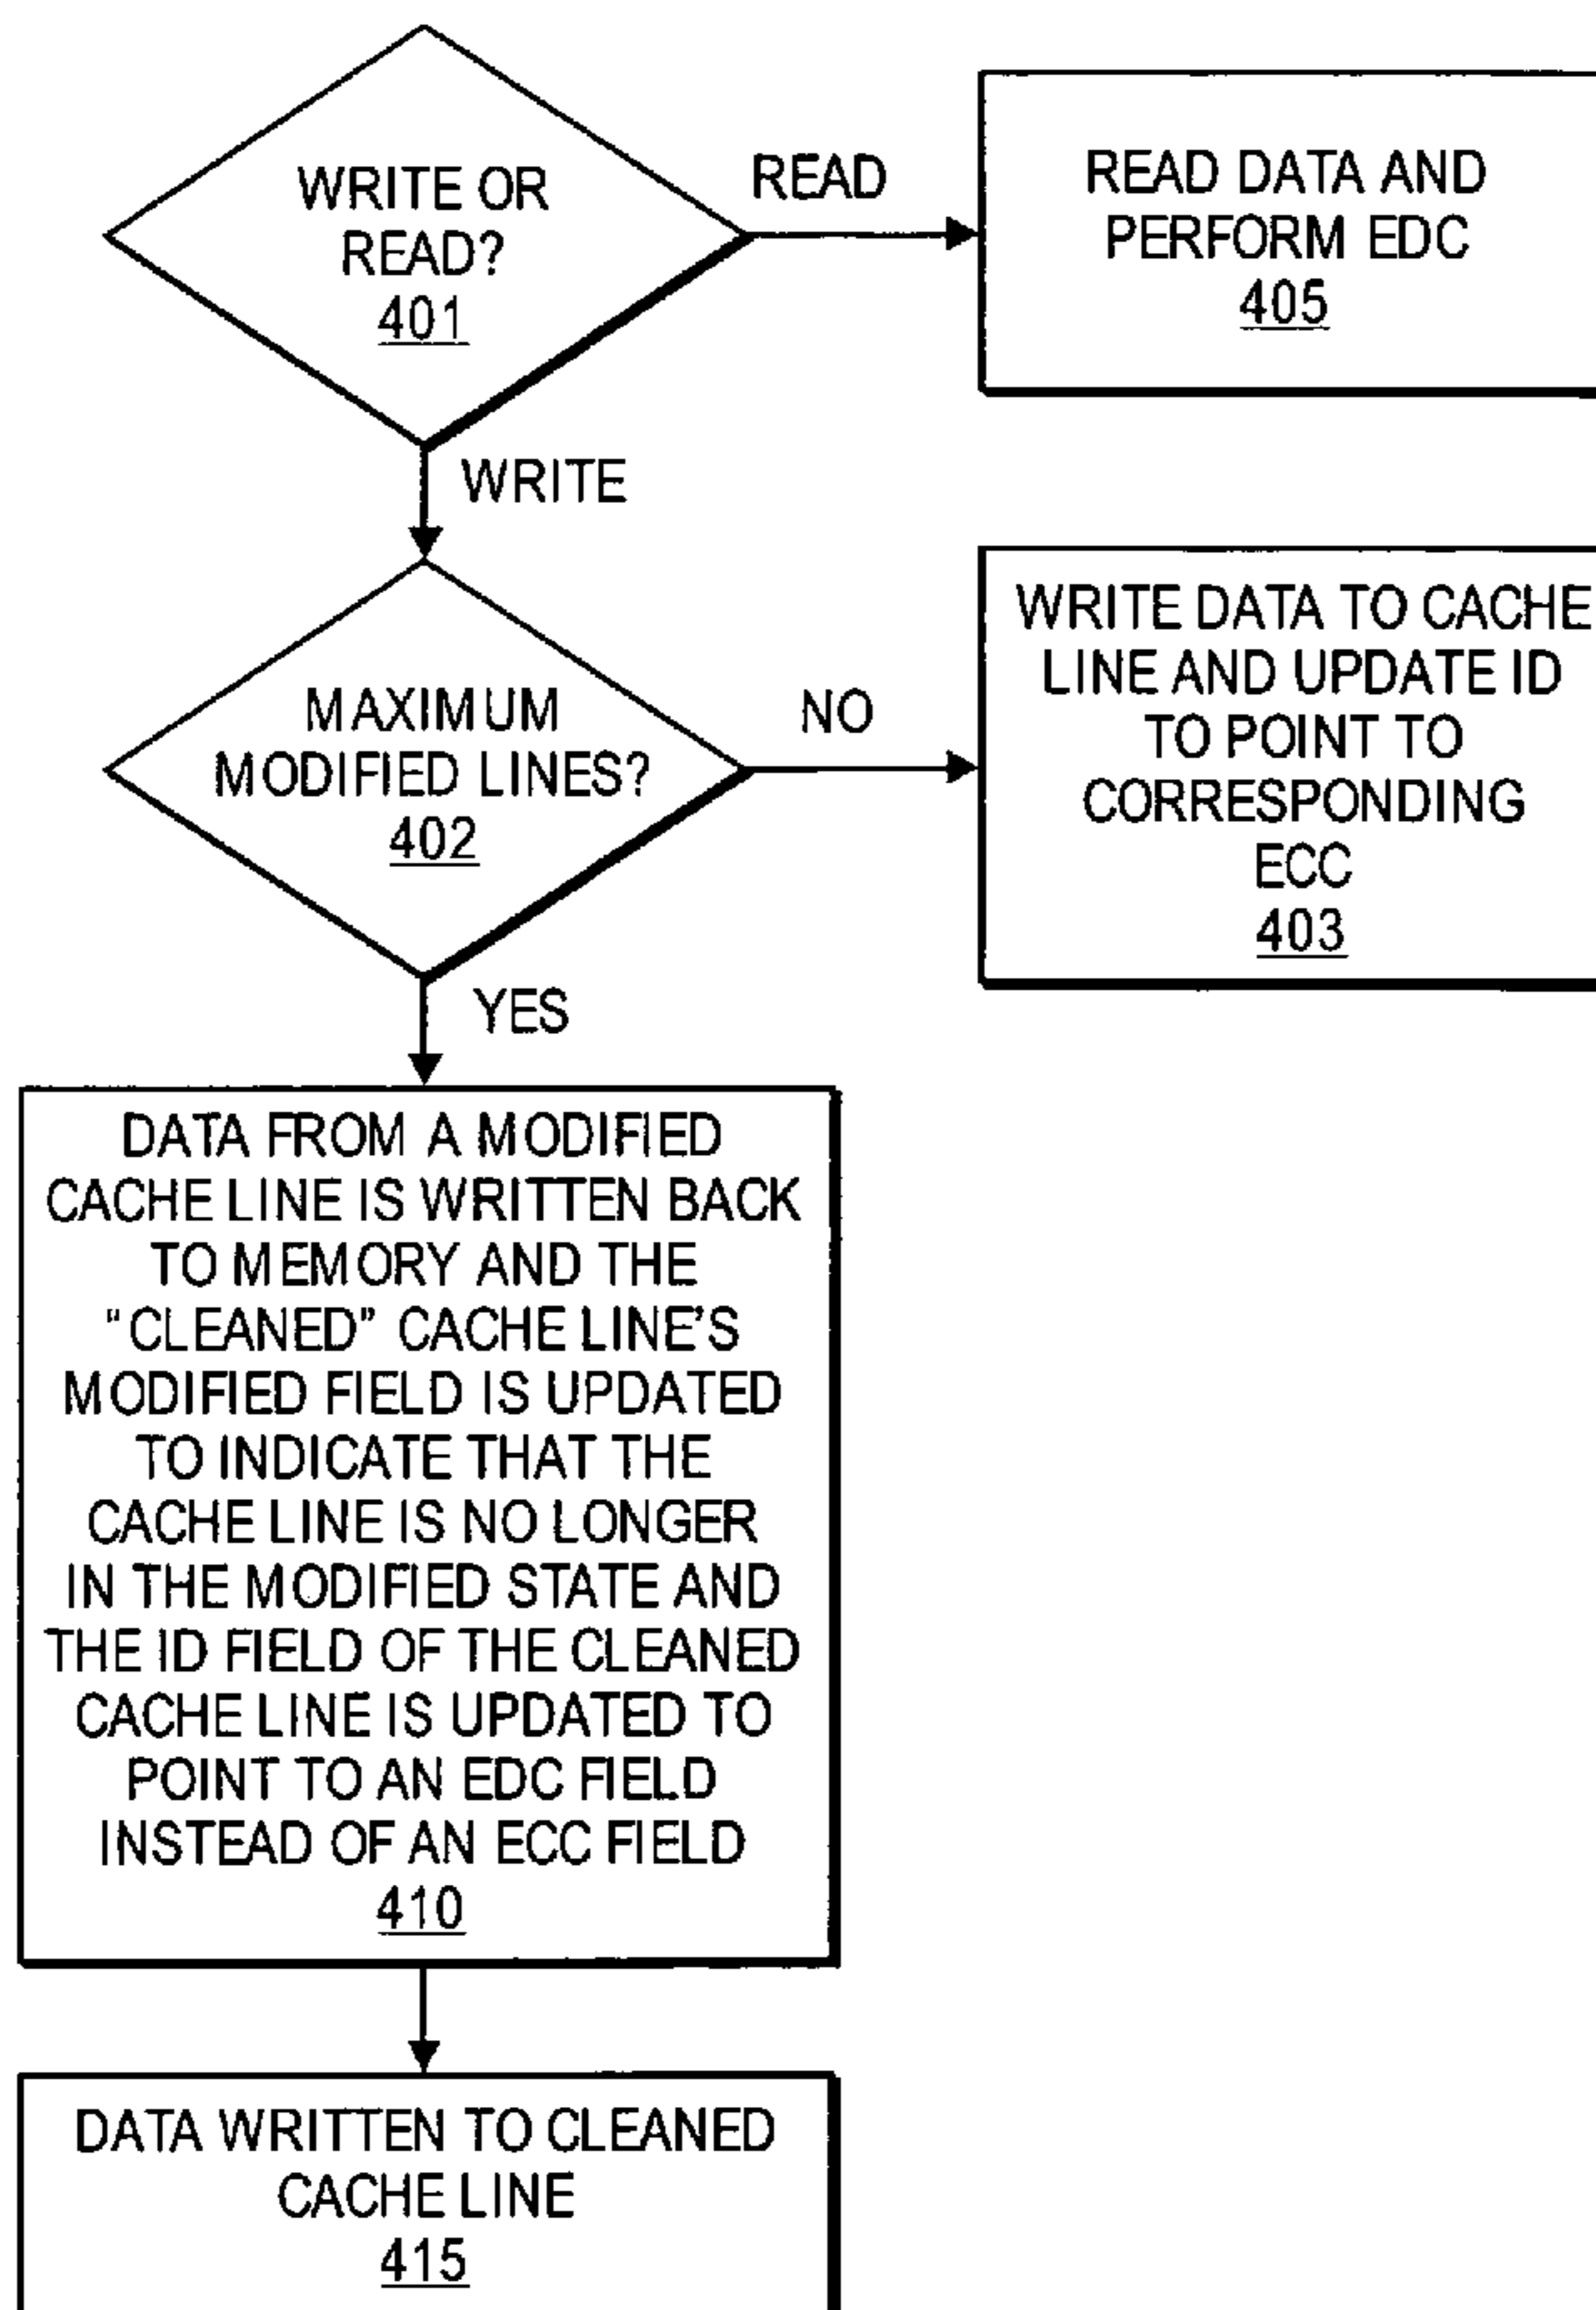 WRITE OR
READ?
401
READ
READ DATA AND
PERFORM EDC
405
WRITE
MAXIMUM
MODIFIED LINES?
402
NO
WRITE DATA TO CACHE
LINE AND UPDATE ID
TO POINT TO
CORRESPONDING
ECC
403
YES
DATA FROM A MODIFIED
CACHE LINE IS WRITTEN BACK
TO MEMORY AND THE
"CLEANED" CACHE LINE'S
MODIFIED FIELD IS UPDATED
TO INDICATE THAT THE
CACHE LINE IS NO LONGER
IN THE MODIFIED STATE AND
THE ID FIELD OF THE CLEANED
CACHE LINE IS UPDATED TO
POINT TO AN EDC FIELD
INSTEAD OF AN ECC FIELD
410
DATA WRITTEN TO CLEANED
CACHE LINE
415